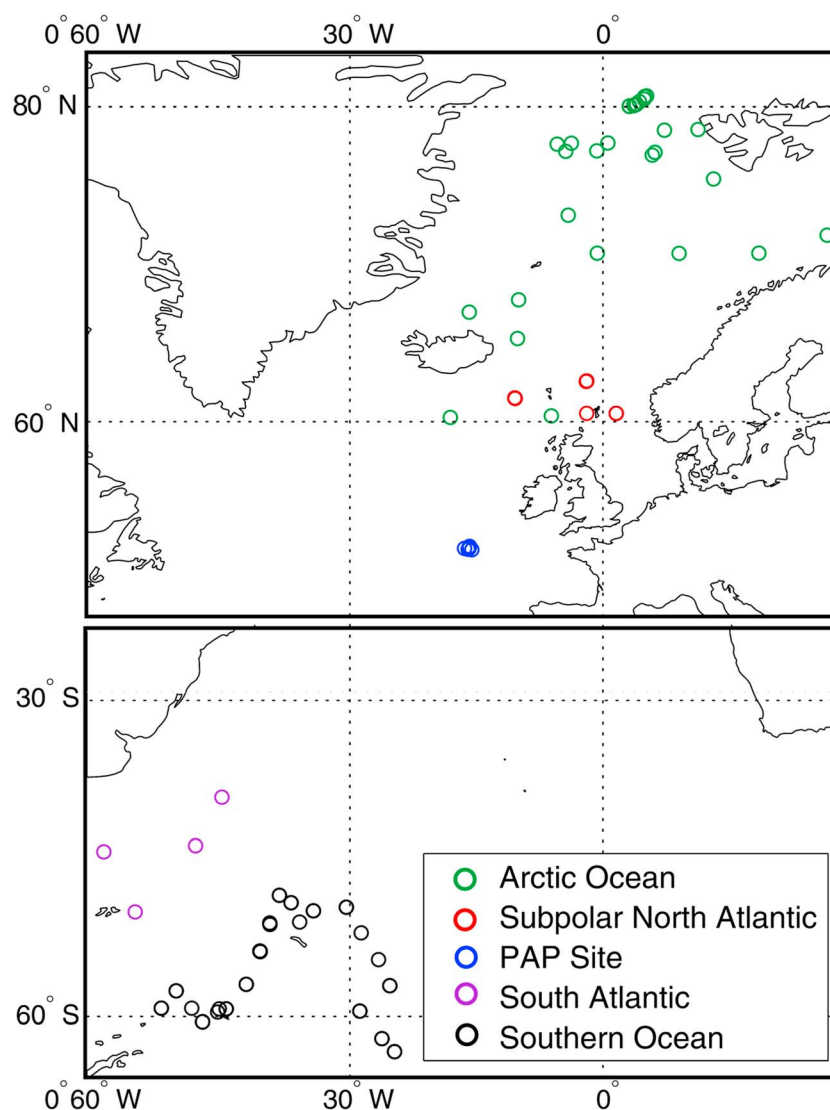 0° 60° W 30° W 0°
80° N
60° N
30° S
60° S
Arctic Ocean
Subpolar North Atlantic
PAP Site
South Atlantic
Southern Ocean
0° 60° W 30° W 0°